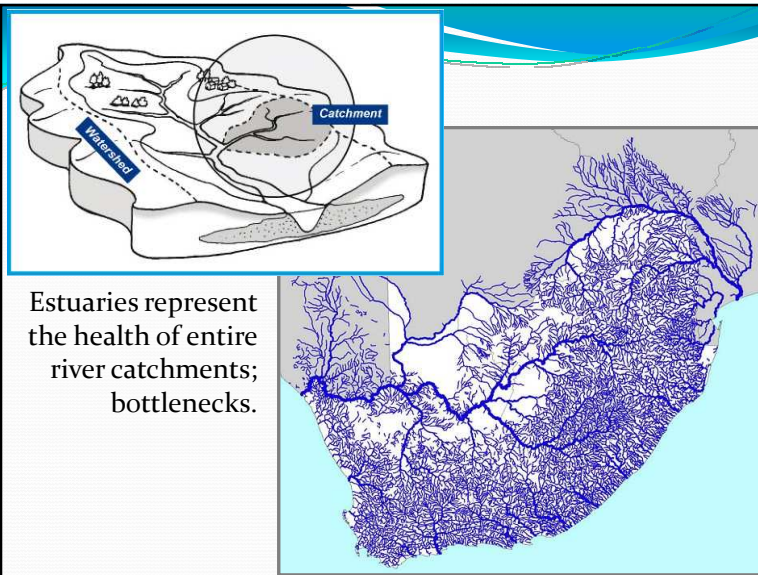 Catchment
Watershed
Estuaries represent
the health of entire
river catchments;
bottlenecks.